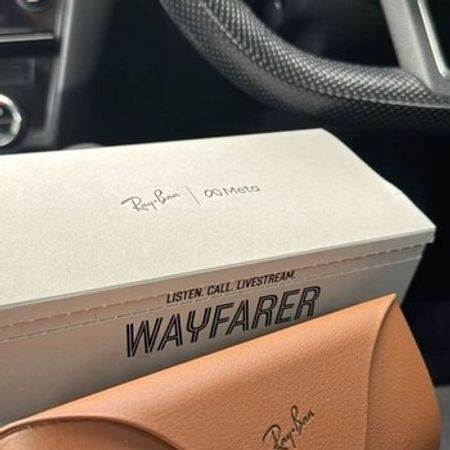 Ray-Ban | ∞ Meta
LISTEN. CALL. LIVESTREAM.
WAYFARER
Ray-Ban